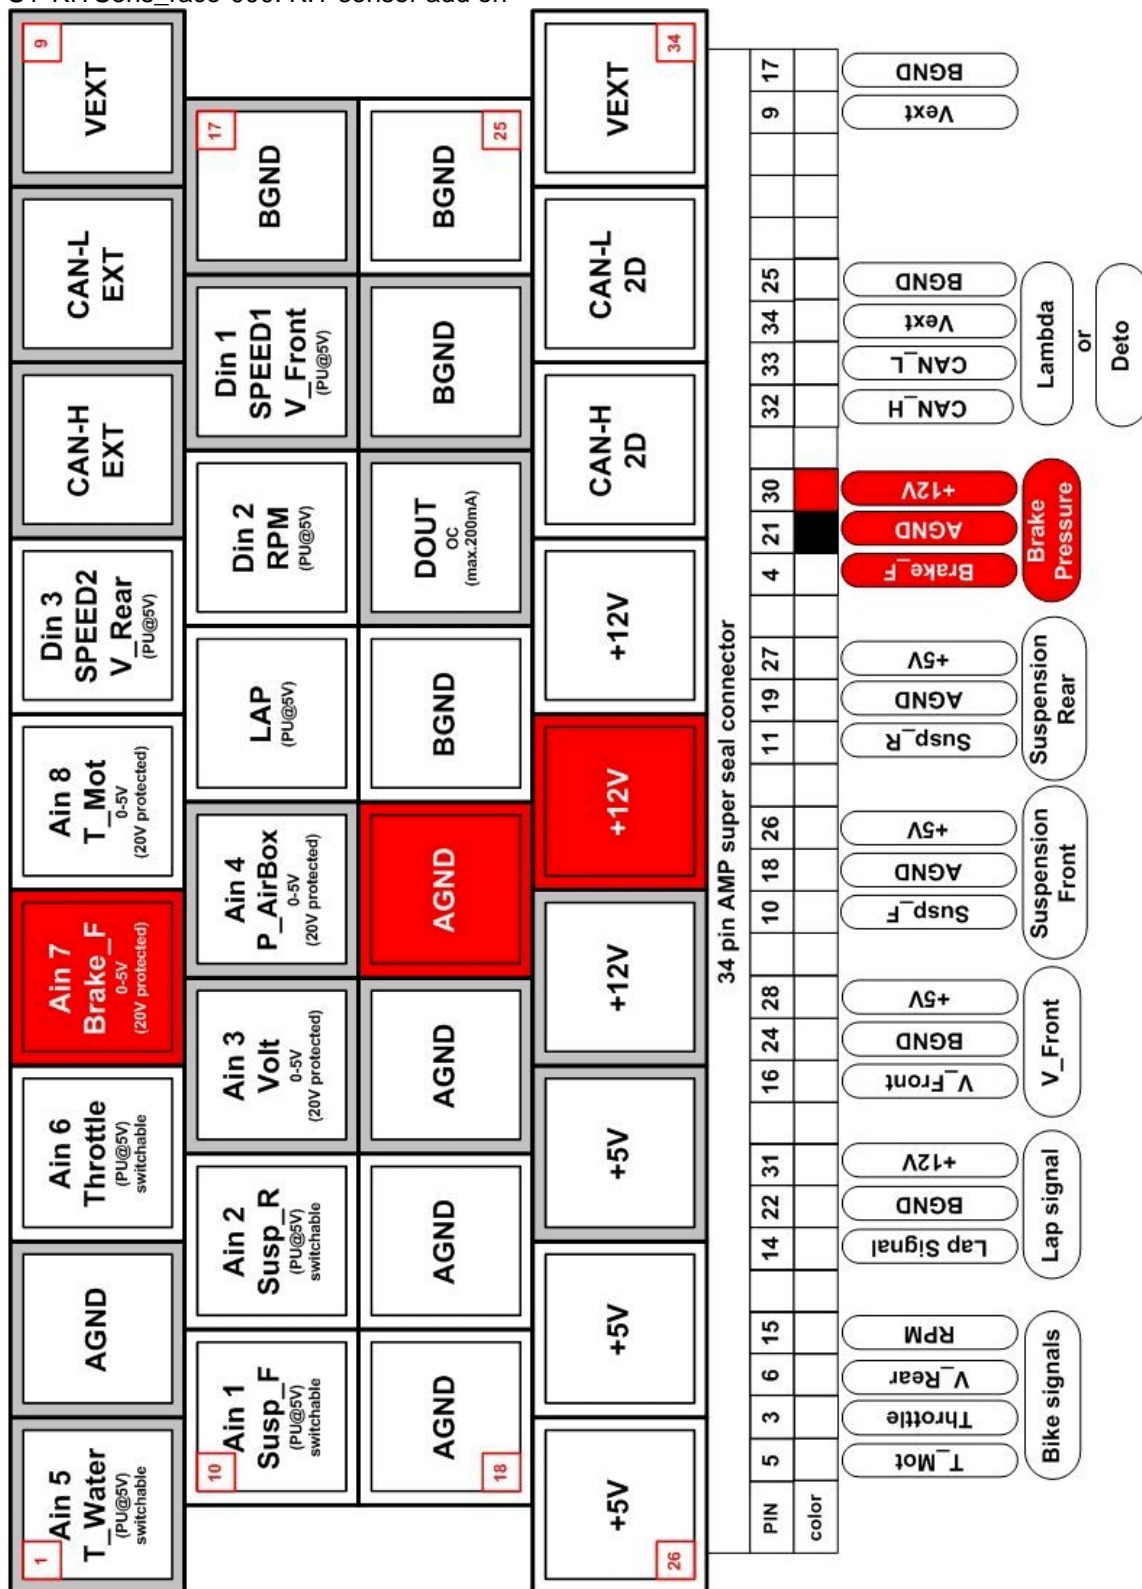 KIT sensor add on
1
Ain 5
T_Water
(PU@5V)
switchable
AGND
Ain 6
Throttle
(PU@5V)
switchable
Ain 7
Brake_F
0-5V
(20V protected)
Ain 8
T_Mot
0-5V
(20V protected)
Din 3
SPEED2
V_Rear
(PU@5V)
CAN-H
EXT
CAN-L
EXT
9
VEXT
10
Ain 1
Susp_F
(PU@5V)
switchable
Ain 2
Susp_R
(PU@5V)
switchable
Ain 3
Volt
0-5V
(20V protected)
Ain 4
P_AirBox
0-5V
(20V protected)
LAP
(PU@5V)
Din 2
RPM
(PU@5V)
Din 1
SPEED1
V_Front
(PU@5V)
17
BGND
18
AGND
AGND
AGND
AGND
BGND
DOUT
OC
(max.200mA)
BGND
25
BGND
26
+5V
+5V
+5V
+12V
+12V
+12V
CAN-H
2D
CAN-L
2D
34
VEXT
34 pin AMP super seal connector
PIN 5 3 6 15 14 22 31 16 24 28 10 18 26 11 19 27 4 21 30 32 33 34 25 9 17
color
T_Mot
Throttle
V_Rear
RPM
Lap Signal
BGND
+12V
V_Front
BGND
+5V
Susp_F
AGND
+5V
Susp_R
AGND
+5V
Brake_F
AGND
+12V
CAN_H
CAN_L
Vext
BGND
Vext
BGND
Bike signals
Lap signal
V_Front
Suspension
Front
Suspension
Rear
Brake
Pressure
Lambda
or
Deto